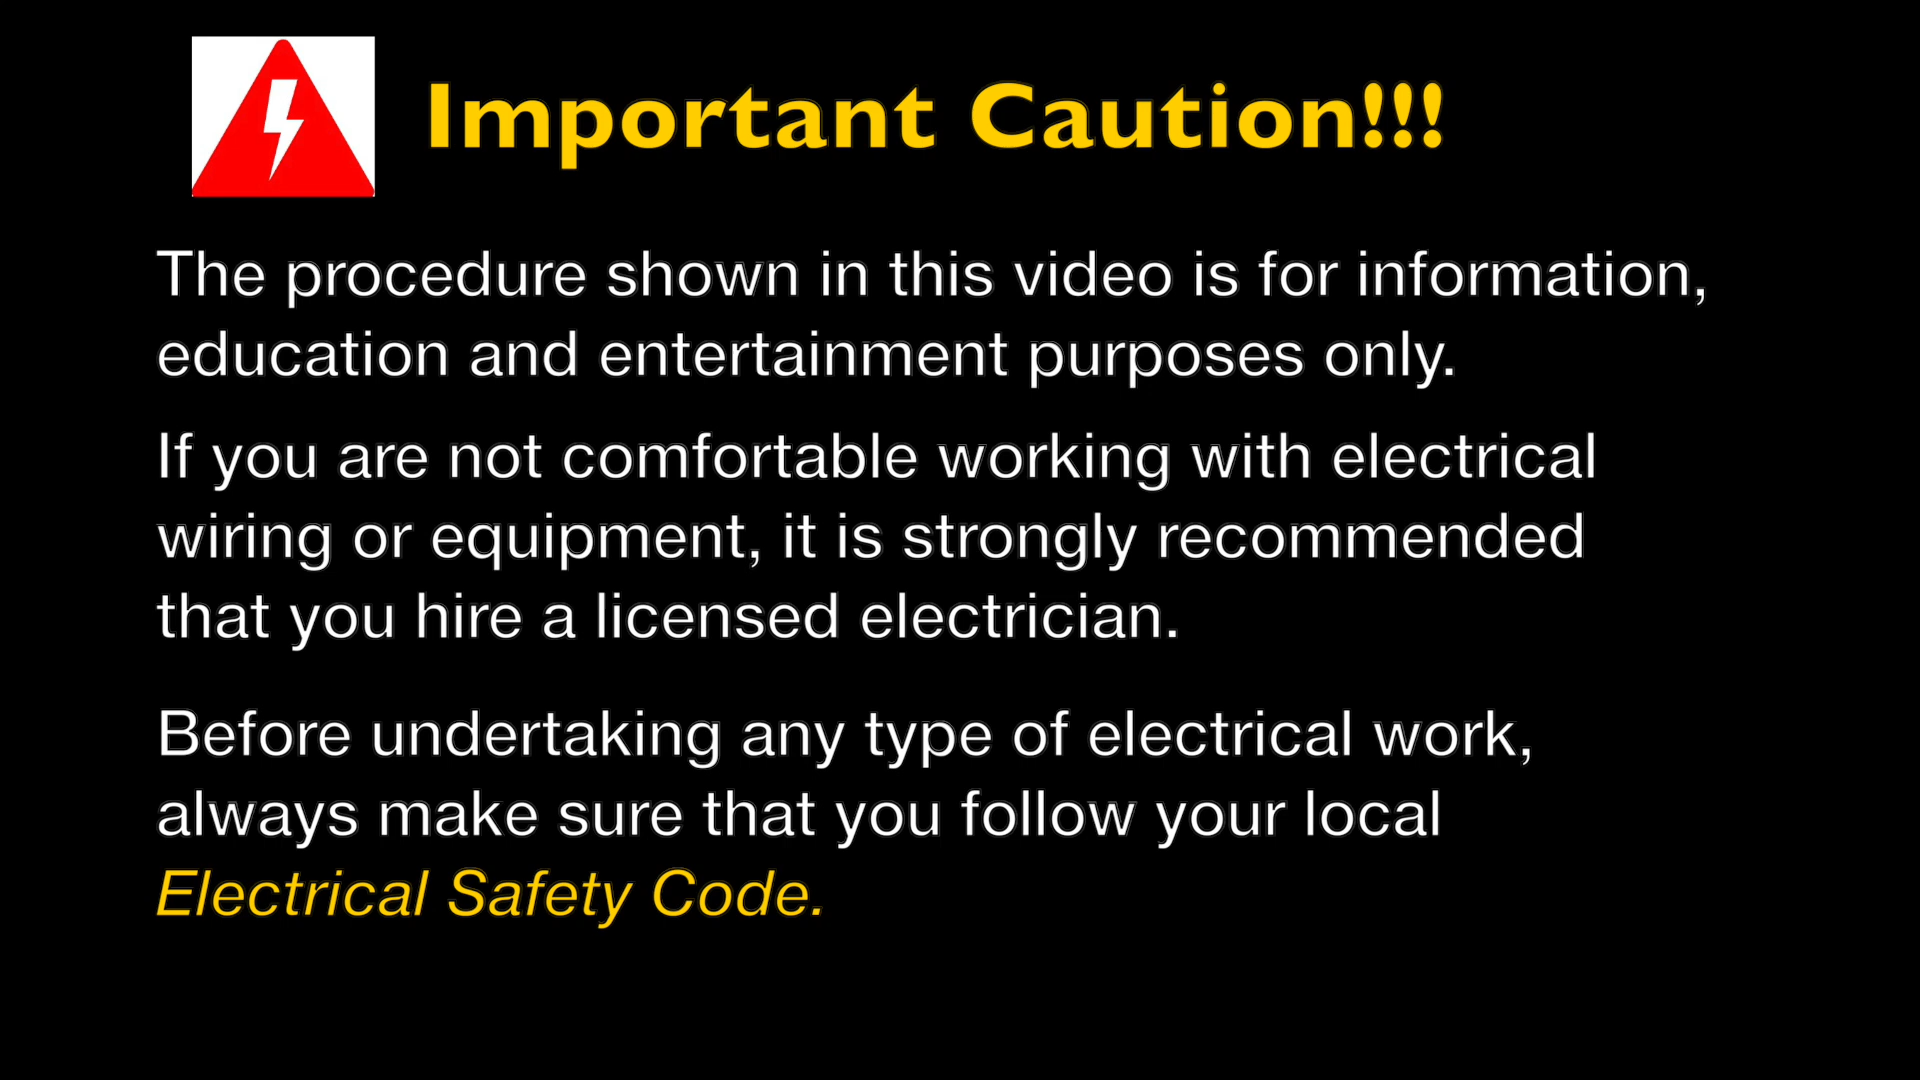 Important Caution!!!
The procedure shown in this video is for information,
education and entertainment purposes only.
If you are not comfortable working with electrical
wiring or equipment, it is strongly recommended
that you hire a licensed electrician.
Before undertaking any type of electrical work,
always make sure that you follow your local
Electrical Safety Code.